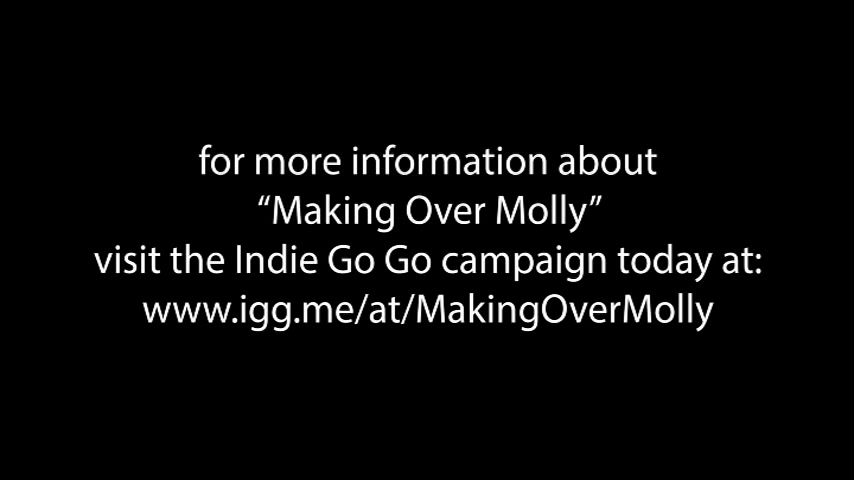 for more information about
“Making Over Molly”
visit the Indie Go Go campaign today at:
www.igg.me/at/MakingOverMolly